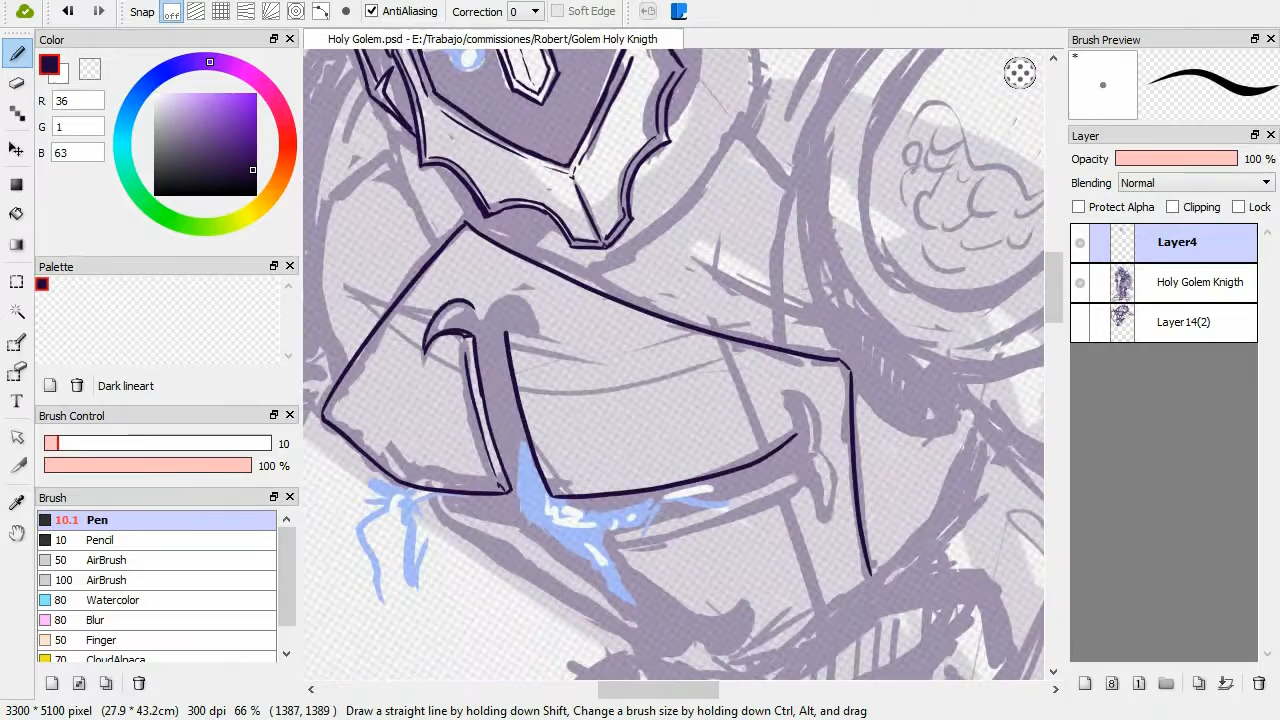 Snap off AntiAliasing Correction 0 Soft Edge
Color
Holy Golem.psd - E:/Trabajo/commissiones/Robert/Golem Holy Knigth
Brush Preview
*
R 36
G 1
B 63
Layer
Opacity 100 %
Blending Normal
Protect Alpha Clipping Lock
Layer4
Holy Golem Knigth
Layer14(2)
Palette
Dark lineart
Brush Control
10
100 %
Brush
10.1 Pen
10 Pencil
50 AirBrush
100 AirBrush
80 Watercolor
80 Blur
50 Finger
70 CloudAlpaca
T
8
1
3300 * 5100 pixel (27.9 * 43.2cm) 300 dpi 66 % (1387, 1389 ) Draw a straight line by holding down Shift, Change a brush size by holding down Ctrl, Alt, and drag